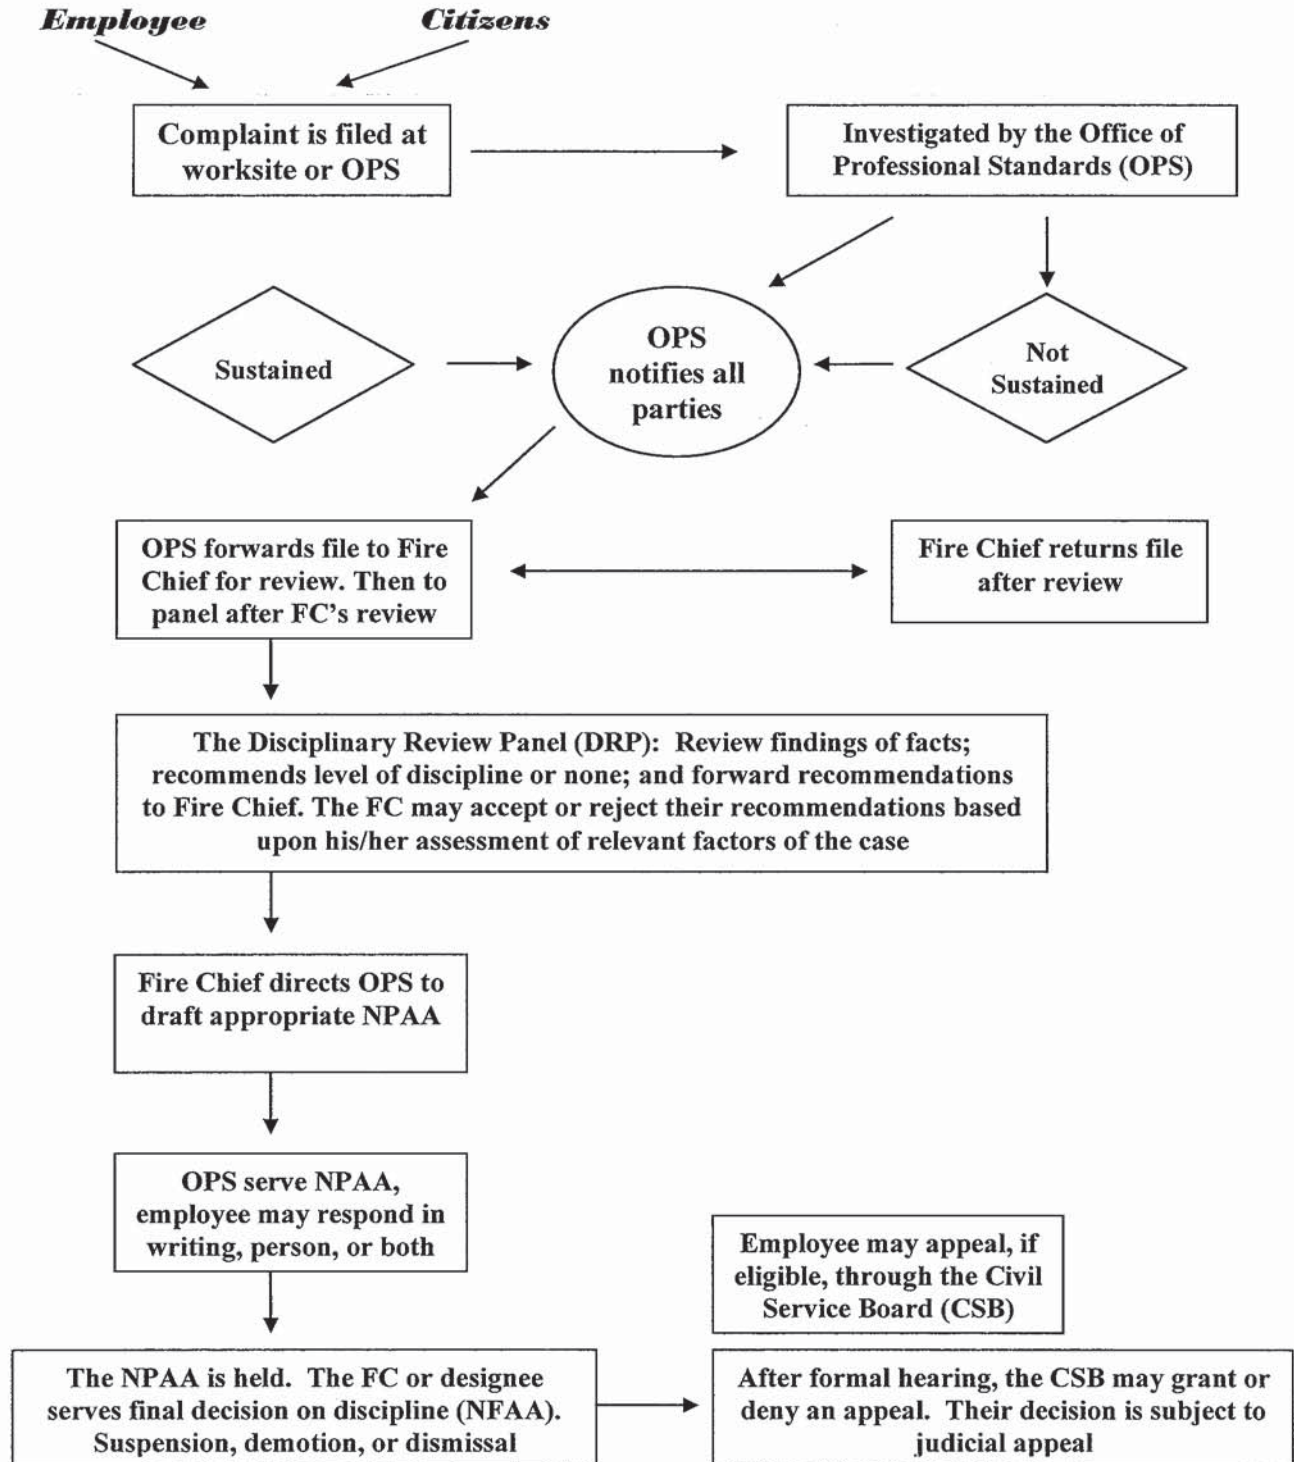 Employee
Citizens
Complaint is filed at
worksite or OPS
Investigated by the Office of
Professional Standards (OPS)
Sustained
OPS
notifies all
parties
Not
Sustained
OPS forwards file to Fire
Chief for review. Then to
panel after FC’s review
Fire Chief returns file
after review
The Disciplinary Review Panel (DRP):  Review findings of facts;
recommends level of discipline or none; and forward recommendations
to Fire Chief. The FC may accept or reject their recommendations based
upon his/her assessment of relevant factors of the case
Fire Chief directs OPS to
draft appropriate NPAA
OPS serve NPAA,
employee may respond in
writing, person, or both
Employee may appeal, if
eligible, through the Civil
Service Board (CSB)
The NPAA is held.  The FC or designee
serves final decision on discipline (NFAA).
Suspension, demotion, or dismissal
After formal hearing, the CSB may grant or
deny an appeal.  Their decision is subject to
judicial appeal